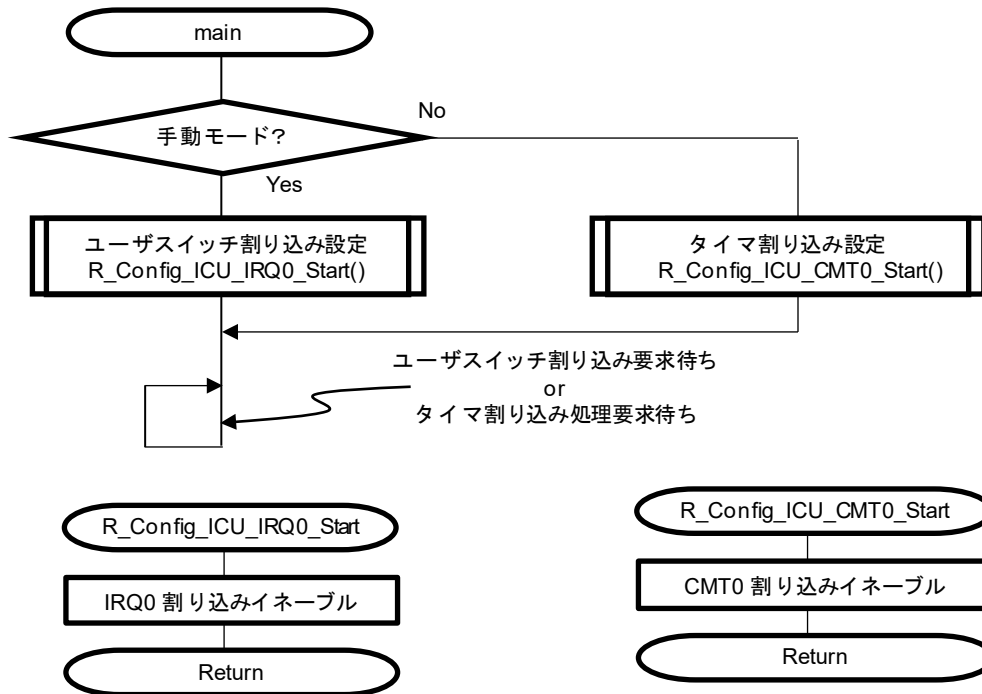 main
No
手動モード?
Yes
ユーザスイッチ割り込み設定
R_Config_ICU_IRQ0_Start()
タイマ割り込み設定
R_Config_ICU_CMT0_Start()
ユーザスイッチ割り込み要求待ち
or
タイマ割り込み処理要求待ち
R_Config_ICU_IRQ0_Start
IRQ0 割り込みイネーブル
Return
R_Config_ICU_CMT0_Start
CMT0 割り込みイネーブル
Return